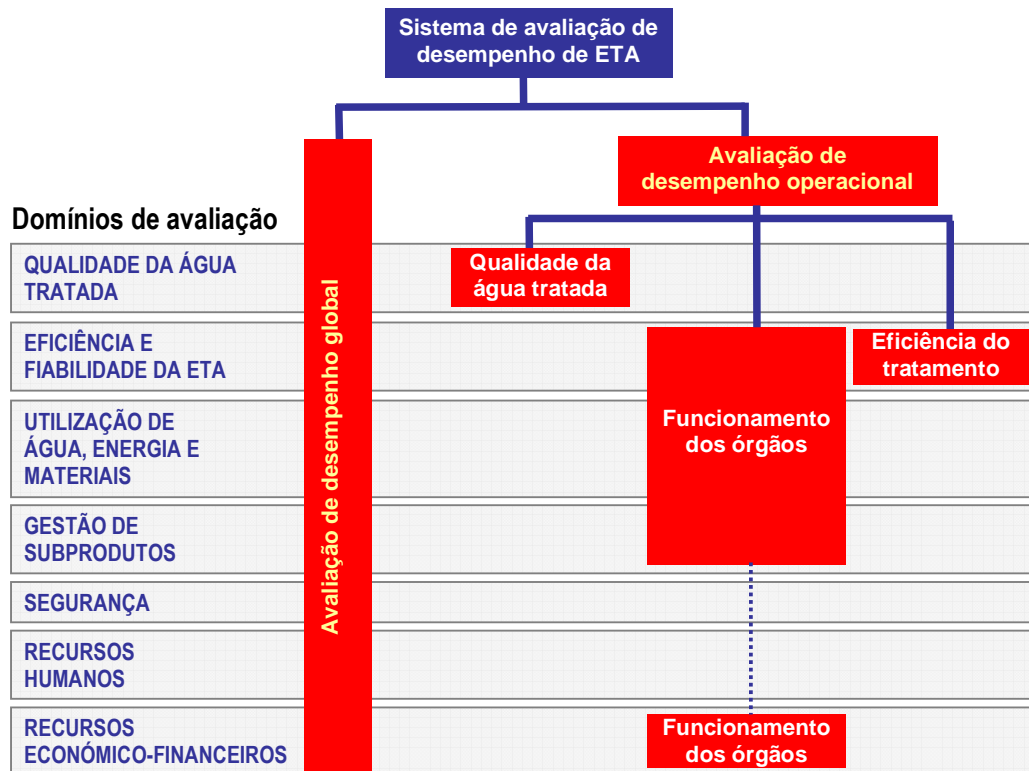 Sistema de avaliação de
desempenho de ETA
Avaliação de
desempenho operacional
Domínios de avaliação
Avaliação de desempenho global
QUALIDADE DA ÁGUA
TRATADA
Qualidade da
água tratada
EFICIÊNCIA E
FIABILIDADE DA ETA
Eficiência do
tratamento
UTILIZAÇÃO DE
ÁGUA, ENERGIA E
MATERIAIS
Funcionamento
dos órgãos
GESTÃO DE
SUBPRODUTOS
SEGURANÇA
RECURSOS
HUMANOS
RECURSOS
ECONÓMICO-FINANCEIROS
Funcionamento
dos órgãos